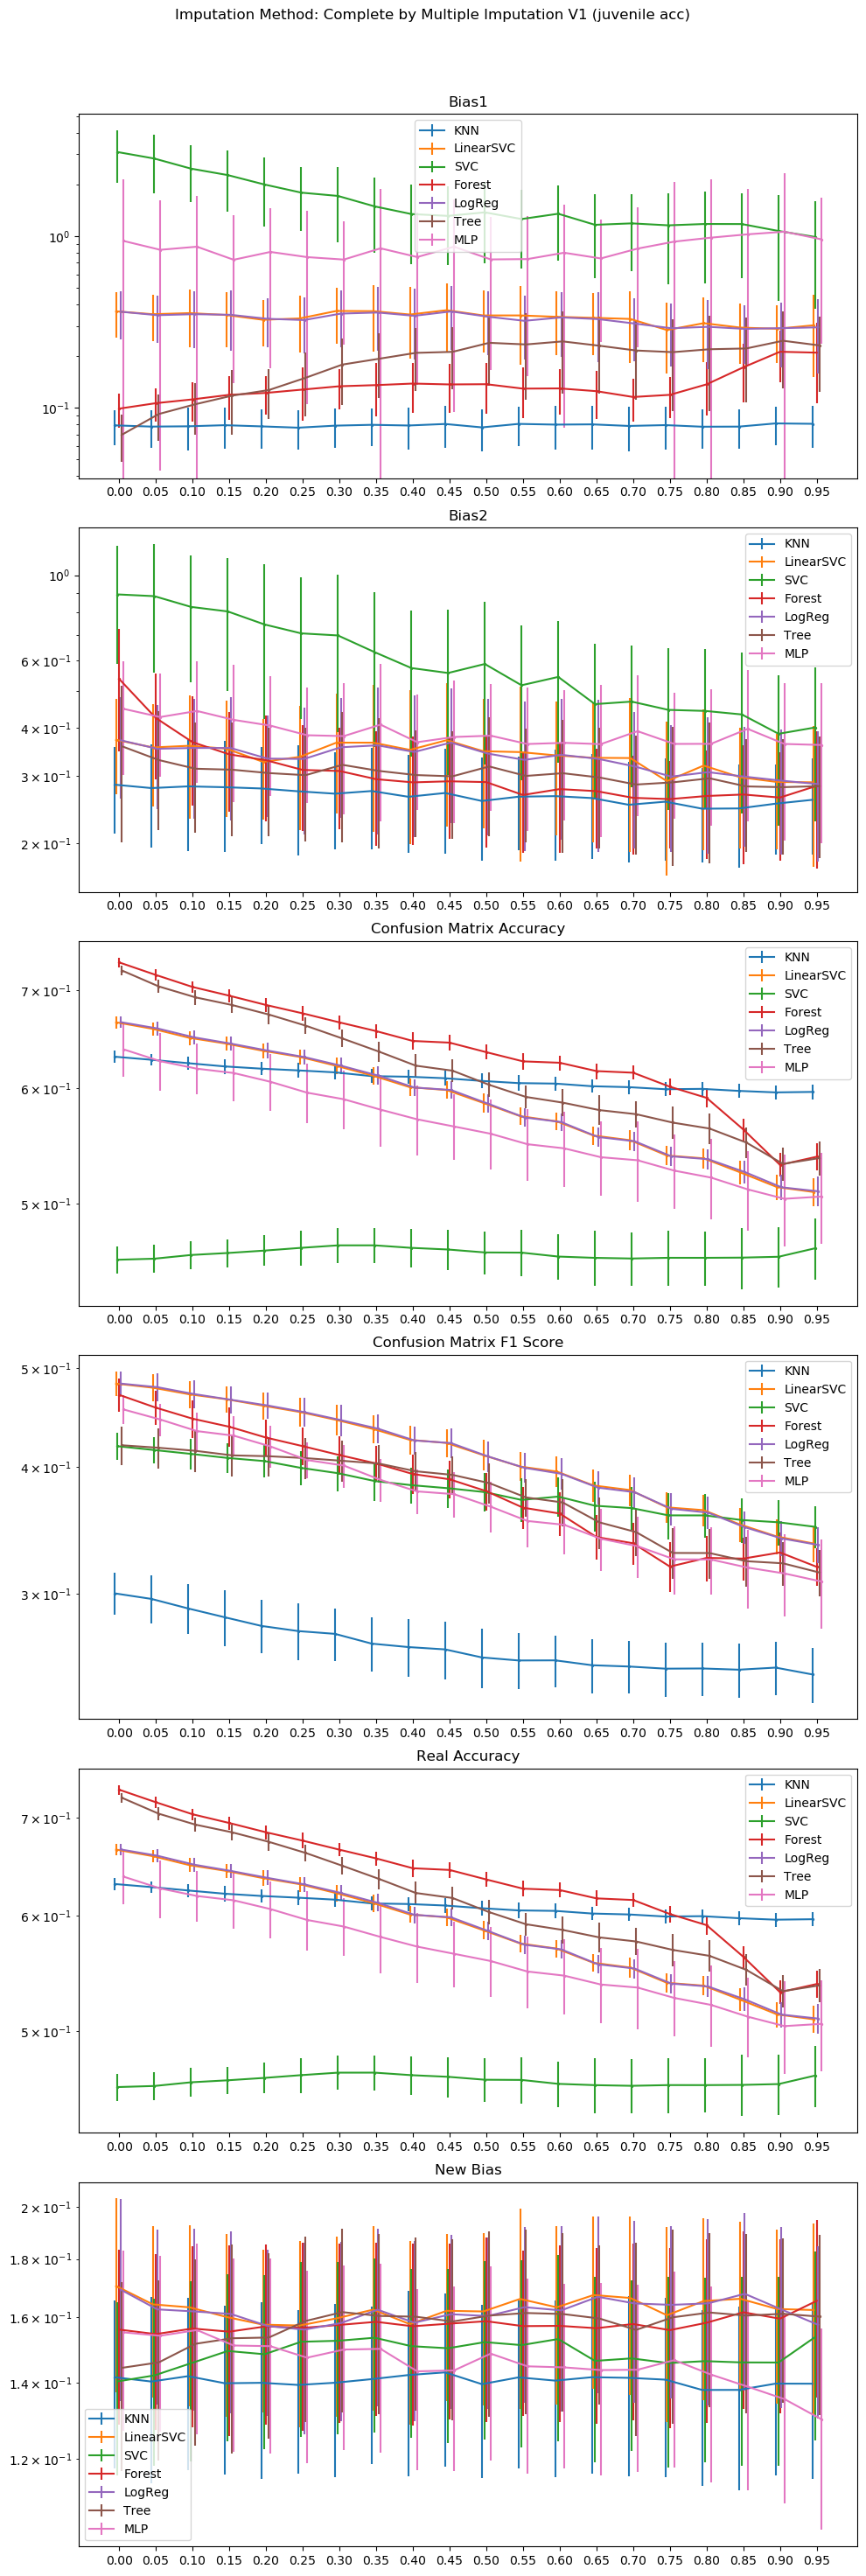 Imputation Method: Complete by Multiple Imputation V1 (juvenile acc)
Bias1
KNN
LinearSVC
SVC
Forest
LogReg
Tree
MLP
10⁰
10⁻¹
0.00 0.05 0.10 0.15 0.20 0.25 0.30 0.35 0.40 0.45 0.50 0.55 0.60 0.65 0.70 0.75 0.80 0.85 0.90 0.95
Bias2
KNN
LinearSVC
SVC
Forest
LogReg
Tree
MLP
10⁰
6 × 10⁻¹
4 × 10⁻¹
3 × 10⁻¹
2 × 10⁻¹
0.00 0.05 0.10 0.15 0.20 0.25 0.30 0.35 0.40 0.45 0.50 0.55 0.60 0.65 0.70 0.75 0.80 0.85 0.90 0.95
Confusion Matrix Accuracy
KNN
LinearSVC
SVC
Forest
LogReg
Tree
MLP
7 × 10⁻¹
6 × 10⁻¹
5 × 10⁻¹
0.00 0.05 0.10 0.15 0.20 0.25 0.30 0.35 0.40 0.45 0.50 0.55 0.60 0.65 0.70 0.75 0.80 0.85 0.90 0.95
Confusion Matrix F1 Score
KNN
LinearSVC
SVC
Forest
LogReg
Tree
MLP
5 × 10⁻¹
4 × 10⁻¹
3 × 10⁻¹
0.00 0.05 0.10 0.15 0.20 0.25 0.30 0.35 0.40 0.45 0.50 0.55 0.60 0.65 0.70 0.75 0.80 0.85 0.90 0.95
Real Accuracy
KNN
LinearSVC
SVC
Forest
LogReg
Tree
MLP
7 × 10⁻¹
6 × 10⁻¹
5 × 10⁻¹
0.00 0.05 0.10 0.15 0.20 0.25 0.30 0.35 0.40 0.45 0.50 0.55 0.60 0.65 0.70 0.75 0.80 0.85 0.90 0.95
New Bias
2 × 10⁻¹
1.8 × 10⁻¹
1.6 × 10⁻¹
1.4 × 10⁻¹
1.2 × 10⁻¹
KNN
LinearSVC
SVC
Forest
LogReg
Tree
MLP
0.00 0.05 0.10 0.15 0.20 0.25 0.30 0.35 0.40 0.45 0.50 0.55 0.60 0.65 0.70 0.75 0.80 0.85 0.90 0.95